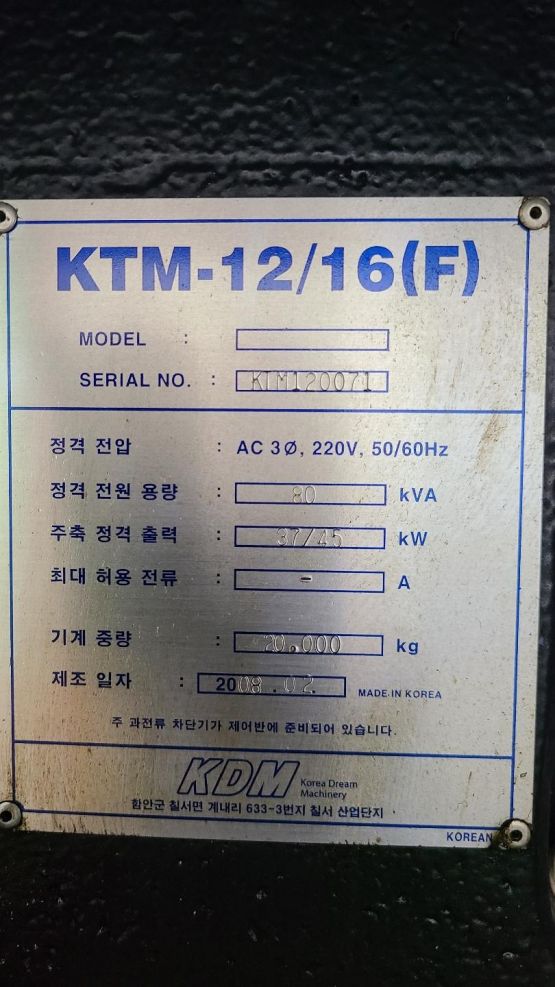 KTM-12/16(F)
MODEL :
SERIAL NO. : KTM120071
정격 전압 : AC 3Ø, 220V, 50/60Hz
정격 전원 용량 : 80 kVA
주축 정격 출력 : 37/45 kW
최대 허용 전류 : - A
기계 중량 : 20.000 kg
제조 일자 : 2008.02 MADE IN KOREA
주 과전류 차단기가 제어반에 준비되어 있습니다.
KDM Korea Dream
Machinery
함안군 칠서면 계내리 633-3번지 칠서 산업단지
KOREAN